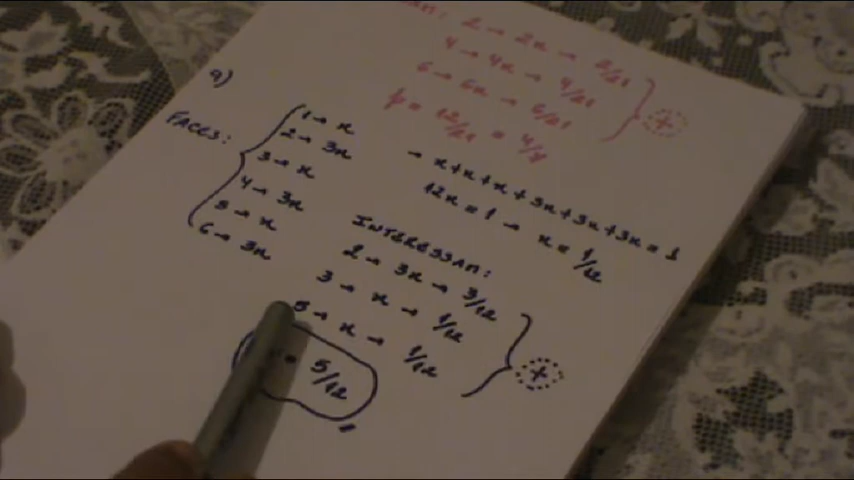 2 → 2x → 2/21
4 → 4x → 4/21
6 → 6x → 6/21
+
p = 12/21 = 4/7
9)
FACES:
1 → x
2 → 3x
3 → x
4 → 3x
5 → x
6 → 3x
→ x+x+x+3x+3x+3x = 1
12x = 1 → x = 1/12
INTERESSAM:
2 → 3x → 3/12
3 → x → 1/12
5 → x → 1/12
+
= 5/12